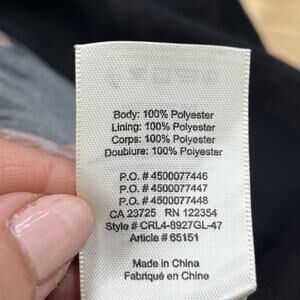 Body: 100% Polyester
Lining: 100% Polyester
Corps: 100% Polyester
Doubiure: 100% Polyester
P.O. # 4500077446
P.O. # 4500077447
P.O. # 4500077448
CA 23725 RN 122354
Style # CRL4-8927GL-47
Article # 65151
Made in China
Fabriqué en Chine